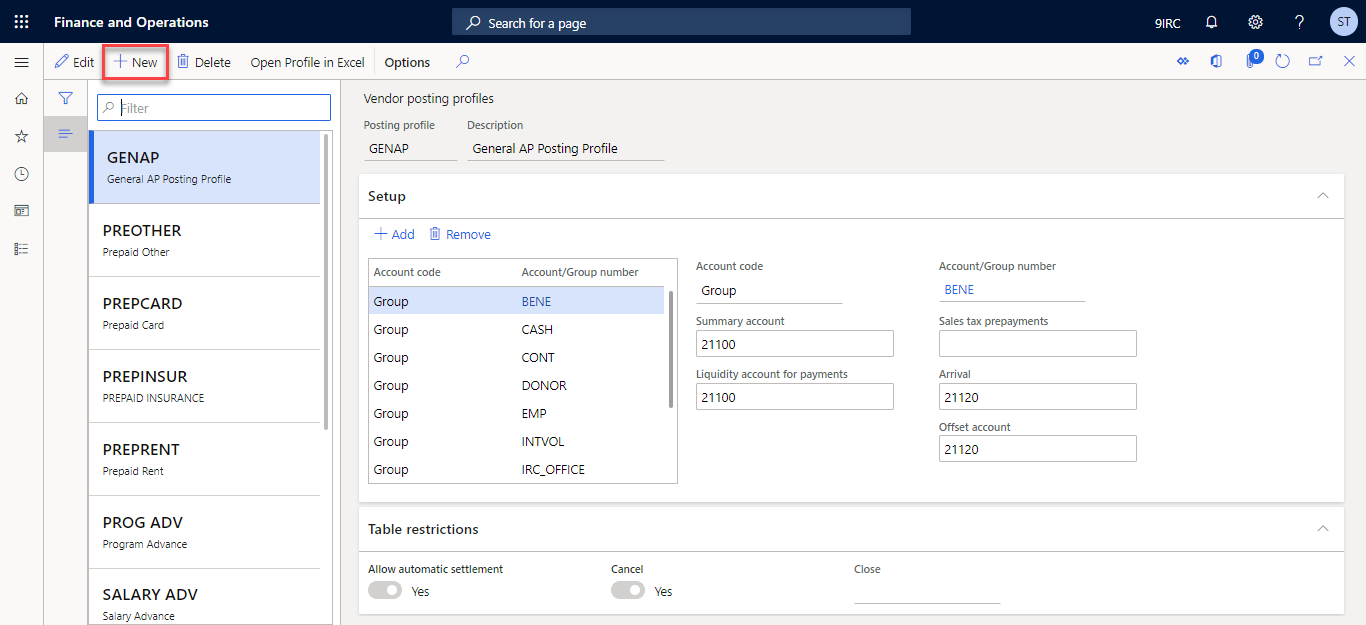 Finance and Operations
Search for a page
9IRC
ST
Edit
New
Delete
Open Profile in Excel
Options
0
Filter
GENAP
General AP Posting Profile
PREOTHER
Prepaid Other
PREPCARD
Prepaid Card
PREPINSUR
PREPAID INSURANCE
PREPRENT
Prepaid Rent
PROG ADV
Program Advance
SALARY ADV
Salary Advance
Vendor posting profiles
Posting profile Description
GENAP General AP Posting Profile
Setup
Add Remove
Account code Account/Group number
Group BENE
Group CASH
Group CONT
Group DONOR
Group EMP
Group INTVOL
Group IRC_OFFICE
Account code
Group
Summary account
21100
Liquidity account for payments
21100
Account/Group number
BENE
Sales tax prepayments
Arrival
21120
Offset account
21120
Table restrictions
Allow automatic settlement Cancel Close
Yes Yes